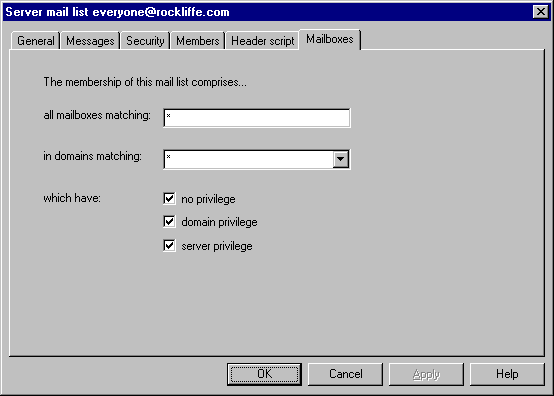 Server mail list everyone@rockliffe.com
General Messages Security Members Header script Mailboxes
The membership of this mail list comprises...
all mailboxes matching: *
in domains matching: *
which have: no privilege
domain privilege
server privilege
OK Cancel Apply Help